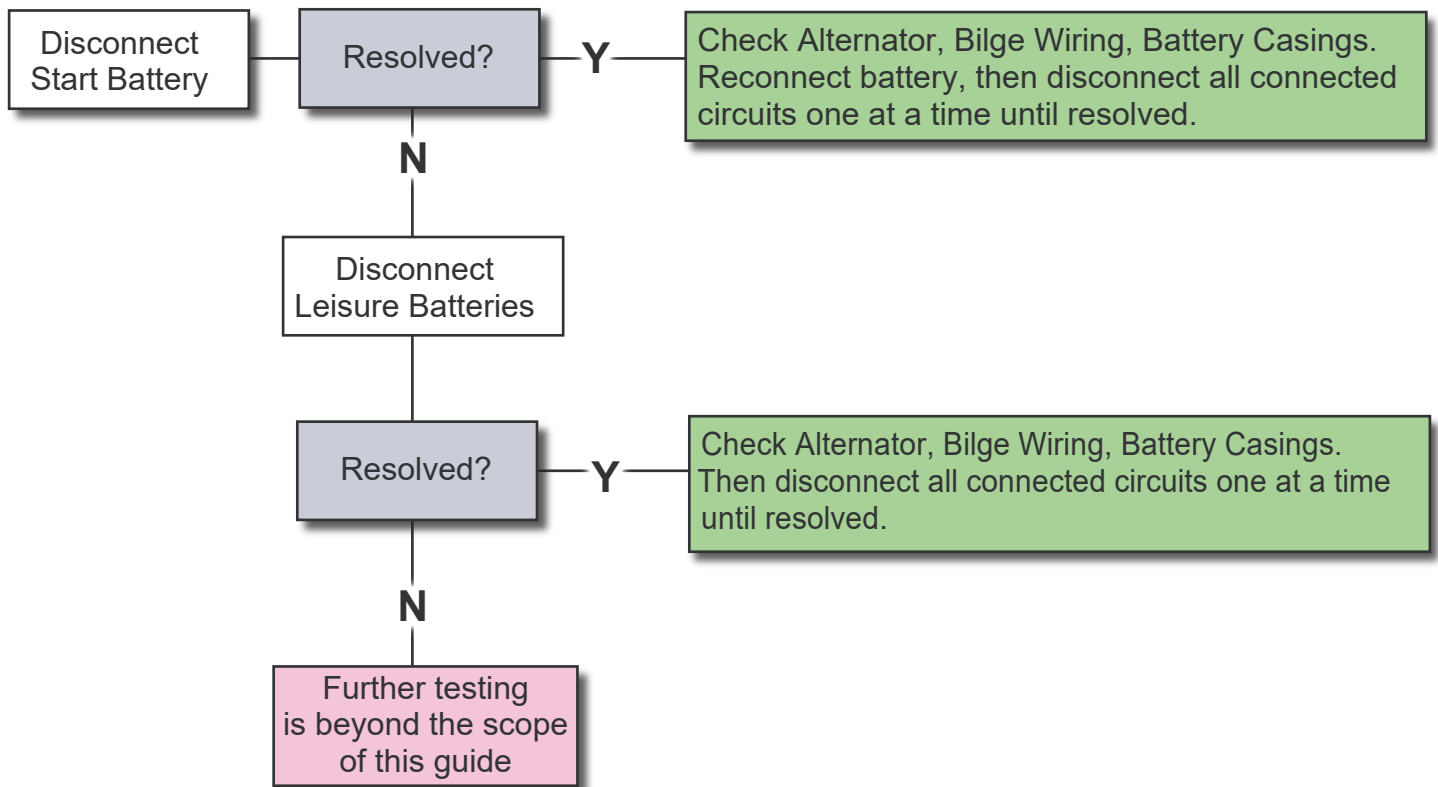 Disconnect
Start Battery
Resolved?
Y
Check Alternator, Bilge Wiring, Battery Casings.
Reconnect battery, then disconnect all connected
circuits one at a time until resolved.
N
Disconnect
Leisure Batteries
Resolved?
Y
Check Alternator, Bilge Wiring, Battery Casings.
Then disconnect all connected circuits one at a time
until resolved.
N
Further testing
is beyond the scope
of this guide